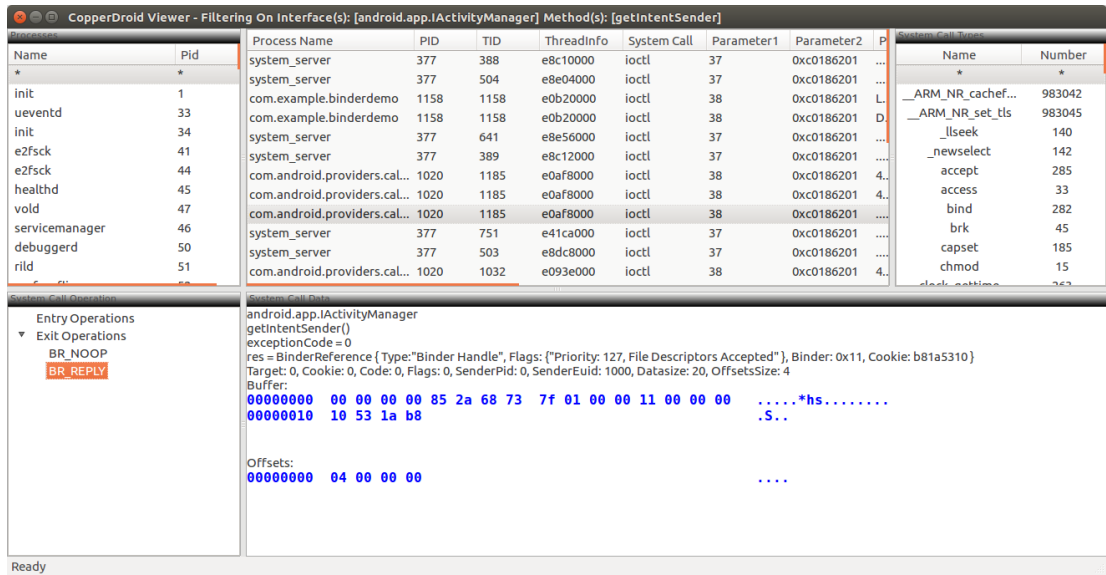 CopperDroid Viewer - Filtering On Interface(s): [android.app.IActivityManager] Method(s): [getIntentSender]
Processes
Name Pid
* *
init 1
ueventd 33
init 34
e2fsck 41
e2fsck 44
healthd 45
vold 47
servicemanager 46
debuggerd 50
rild 51
Process Name PID TID ThreadInfo System Call Parameter1 Parameter2 P
system_server 377 388 e8c10000 ioctl 37 0xc0186201 ...
system_server 377 504 e8e04000 ioctl 37 0xc0186201 ...
com.example.binderdemo 1158 1158 e0b20000 ioctl 38 0xc0186201 L.
com.example.binderdemo 1158 1158 e0b20000 ioctl 38 0xc0186201 D.
system_server 377 641 e8e56000 ioctl 37 0xc0186201 ....
system_server 377 389 e8c12000 ioctl 37 0xc0186201 ....
com.android.providers.cal... 1020 1185 e0af8000 ioctl 38 0xc0186201 4..
com.android.providers.cal... 1020 1185 e0af8000 ioctl 38 0xc0186201 4..
com.android.providers.cal... 1020 1185 e0af8000 ioctl 38 0xc0186201 ....
system_server 377 751 e41ca000 ioctl 37 0xc0186201 ....
system_server 377 503 e8dc8000 ioctl 37 0xc0186201 ....
com.android.providers.cal... 1020 1032 e093e000 ioctl 38 0xc0186201 4..
System Call Types
Name Number
* *
__ARM_NR_cachef... 983042
__ARM_NR_set_tls 983045
_llseek 140
_newselect 142
accept 285
access 33
bind 282
brk 45
capset 185
chmod 15
clock_gettime 263
System Call Operation
Entry Operations
Exit Operations
BR_NOOP
BR_REPLY
System Call Data
android.app.IActivityManager
getIntentSender()
exceptionCode = 0
res = BinderReference { Type:"Binder Handle", Flags: {"Priority: 127, File Descriptors Accepted" }, Binder: 0x11, Cookie: b81a5310 }
Target: 0, Cookie: 0, Code: 0, Flags: 0, SenderPid: 0, SenderEuid: 1000, Datasize: 20, OffsetsSize: 4
Buffer:
00000000 00 00 00 00 85 2a 68 73 7f 01 00 00 11 00 00 00 .....*hs........
00000010 10 53 1a b8 .S..
Offsets:
00000000 04 00 00 00 ....
Ready